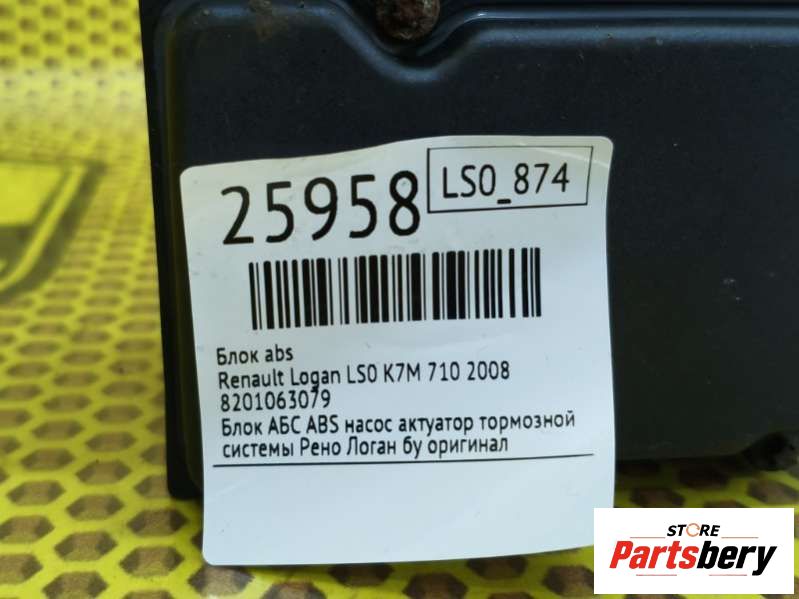 25958
LS0_874
Блок abs
Renault Logan LS0 K7M 710 2008
8201063079
Блок АБС ABS насос актуатор тормозной
системы Рено Логан бу оригинал
STORE
Partsbery